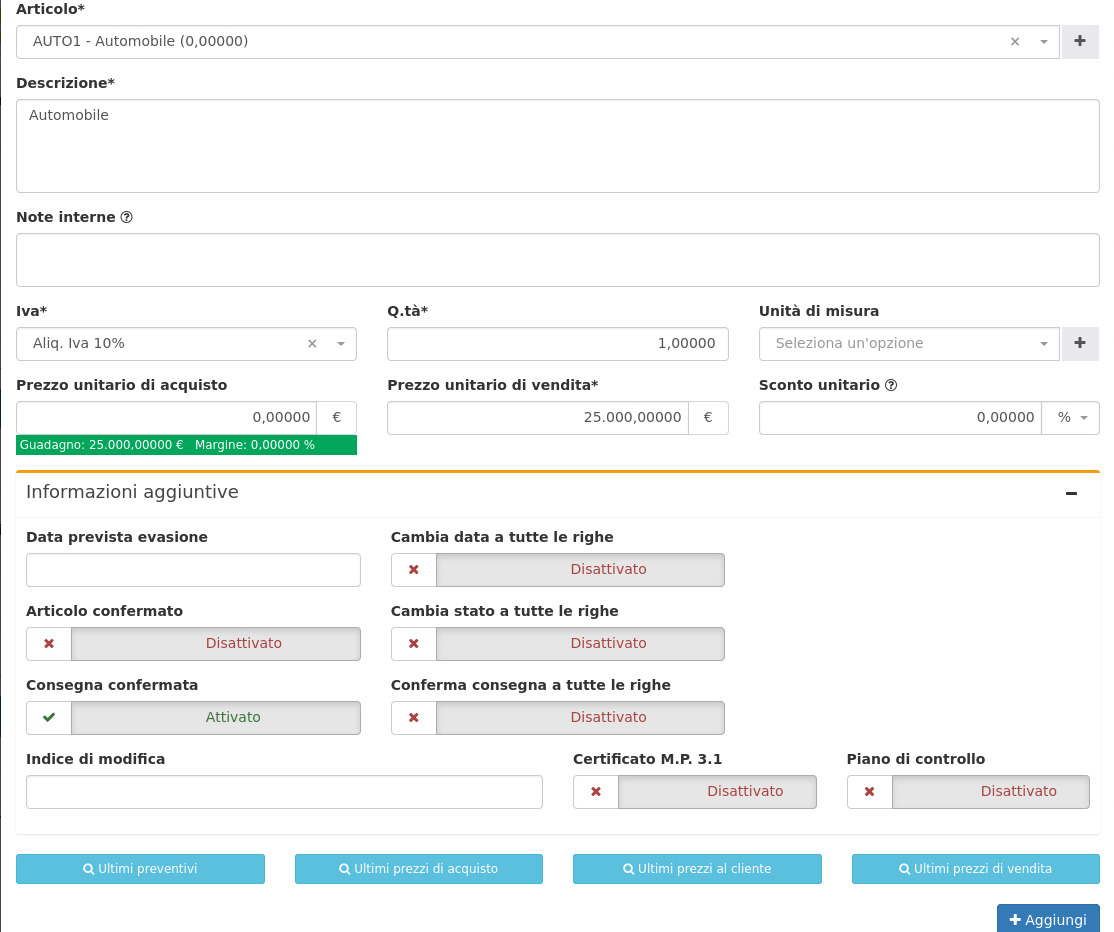 Articolo*
AUTO1 - Automobile (0,00000)
Descrizione*
Automobile
Note interne
Iva* Q.tà* Unità di misura
Aliq. Iva 10% 1,00000 Seleziona un'opzione
Prezzo unitario di acquisto Prezzo unitario di vendita* Sconto unitario
0,00000 € 25.000,00000 € 0,00000 %
Guadagno: 25.000,00000 € Margine: 0,00000 %
Informazioni aggiuntive
Data prevista evasione Cambia data a tutte le righe
Disattivato
Articolo confermato Cambia stato a tutte le righe
Disattivato Disattivato
Consegna confermata Conferma consegna a tutte le righe
Attivato Disattivato
Indice di modifica Certificato M.P. 3.1 Piano di controllo
Disattivato Disattivato
Ultimi preventivi Ultimi prezzi di acquisto Ultimi prezzi al cliente Ultimi prezzi di vendita
Aggiungi